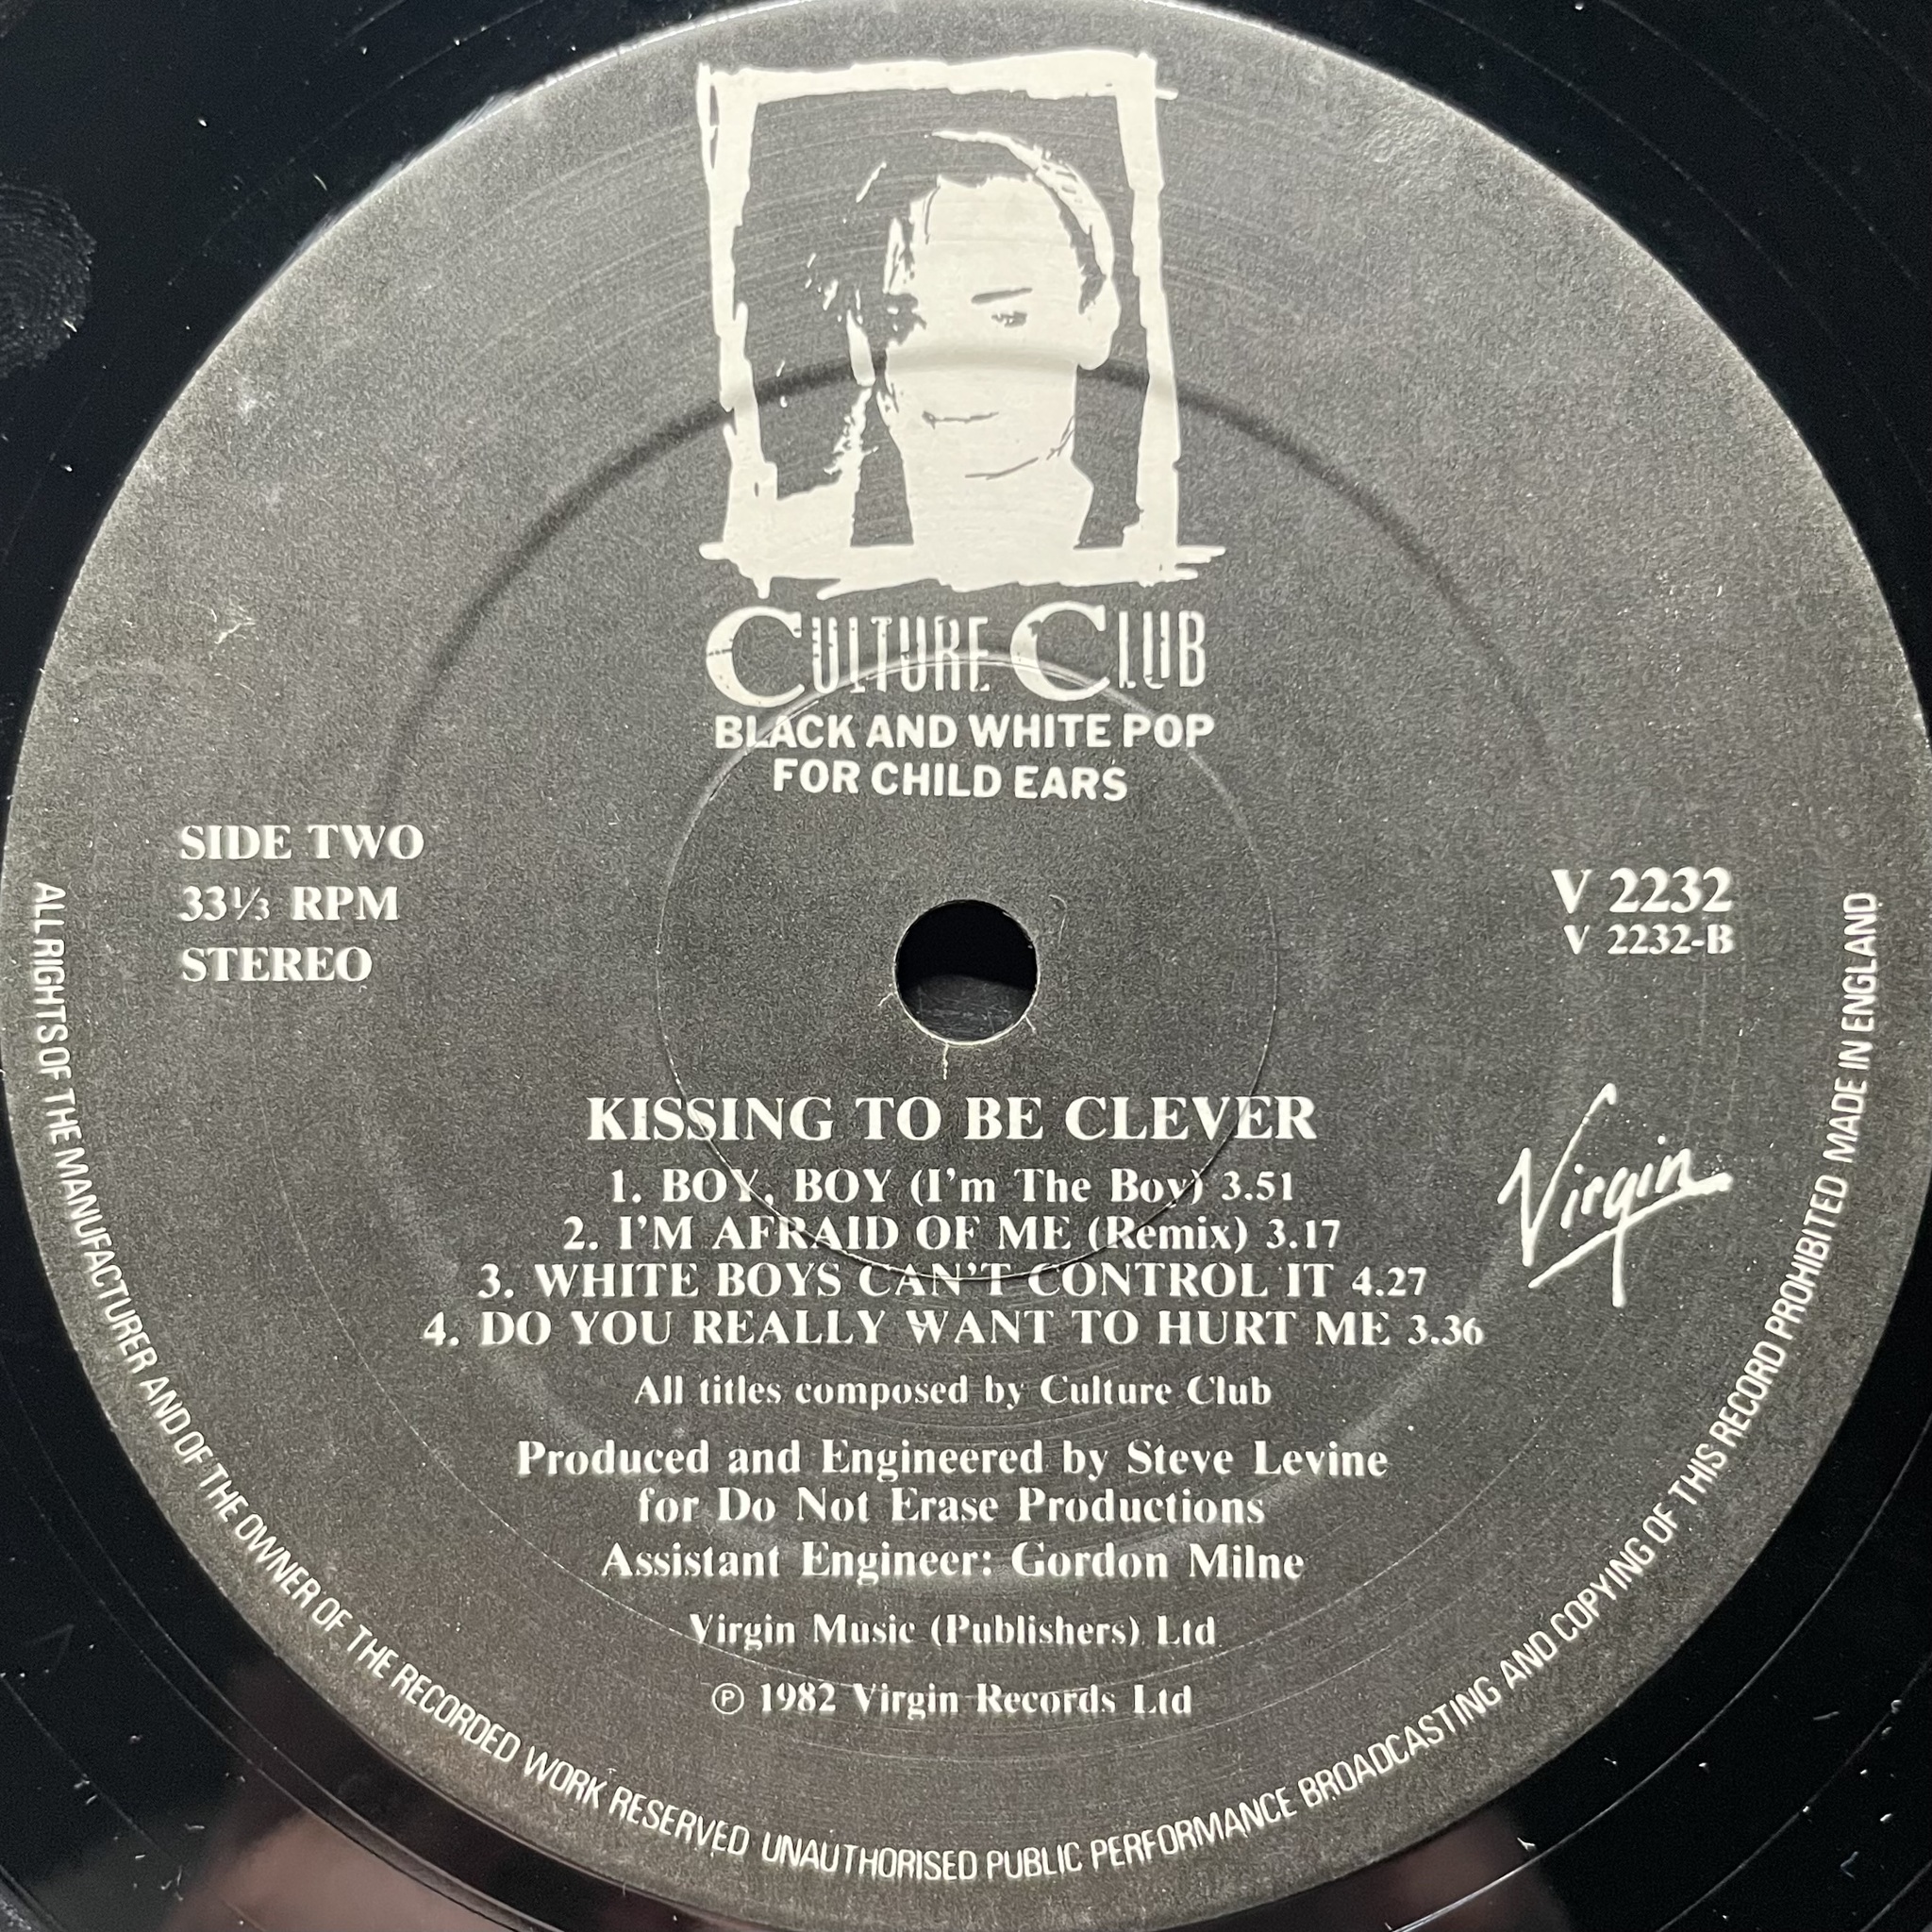 CULTURE CLUB
BLACK AND WHITE POP
FOR CHILD EARS
SIDE TWO
33⅓ RPM
STEREO
V 2232
V 2232-B
KISSING TO BE CLEVER
1. BOY, BOY (I'm The Boy) 3.51
2. I'M AFRAID OF ME (Remix) 3.17
3. WHITE BOYS CAN'T CONTROL IT 4.27
4. DO YOU REALLY WANT TO HURT ME 3.36
Virgin
All titles composed by Culture Club
Produced and Engineered by Steve Levine
for Do Not Erase Productions
Assistant Engineer: Gordon Milne
Virgin Music (Publishers) Ltd
℗ 1982 Virgin Records Ltd
ALL RIGHTS OF THE MANUFACTURER AND OF THE OWNER OF THE RECORDED WORK RESERVED UNAUTHORISED PUBLIC PERFORMANCE BROADCASTING AND COPYING OF THIS RECORD PROHIBITED MADE IN ENGLAND